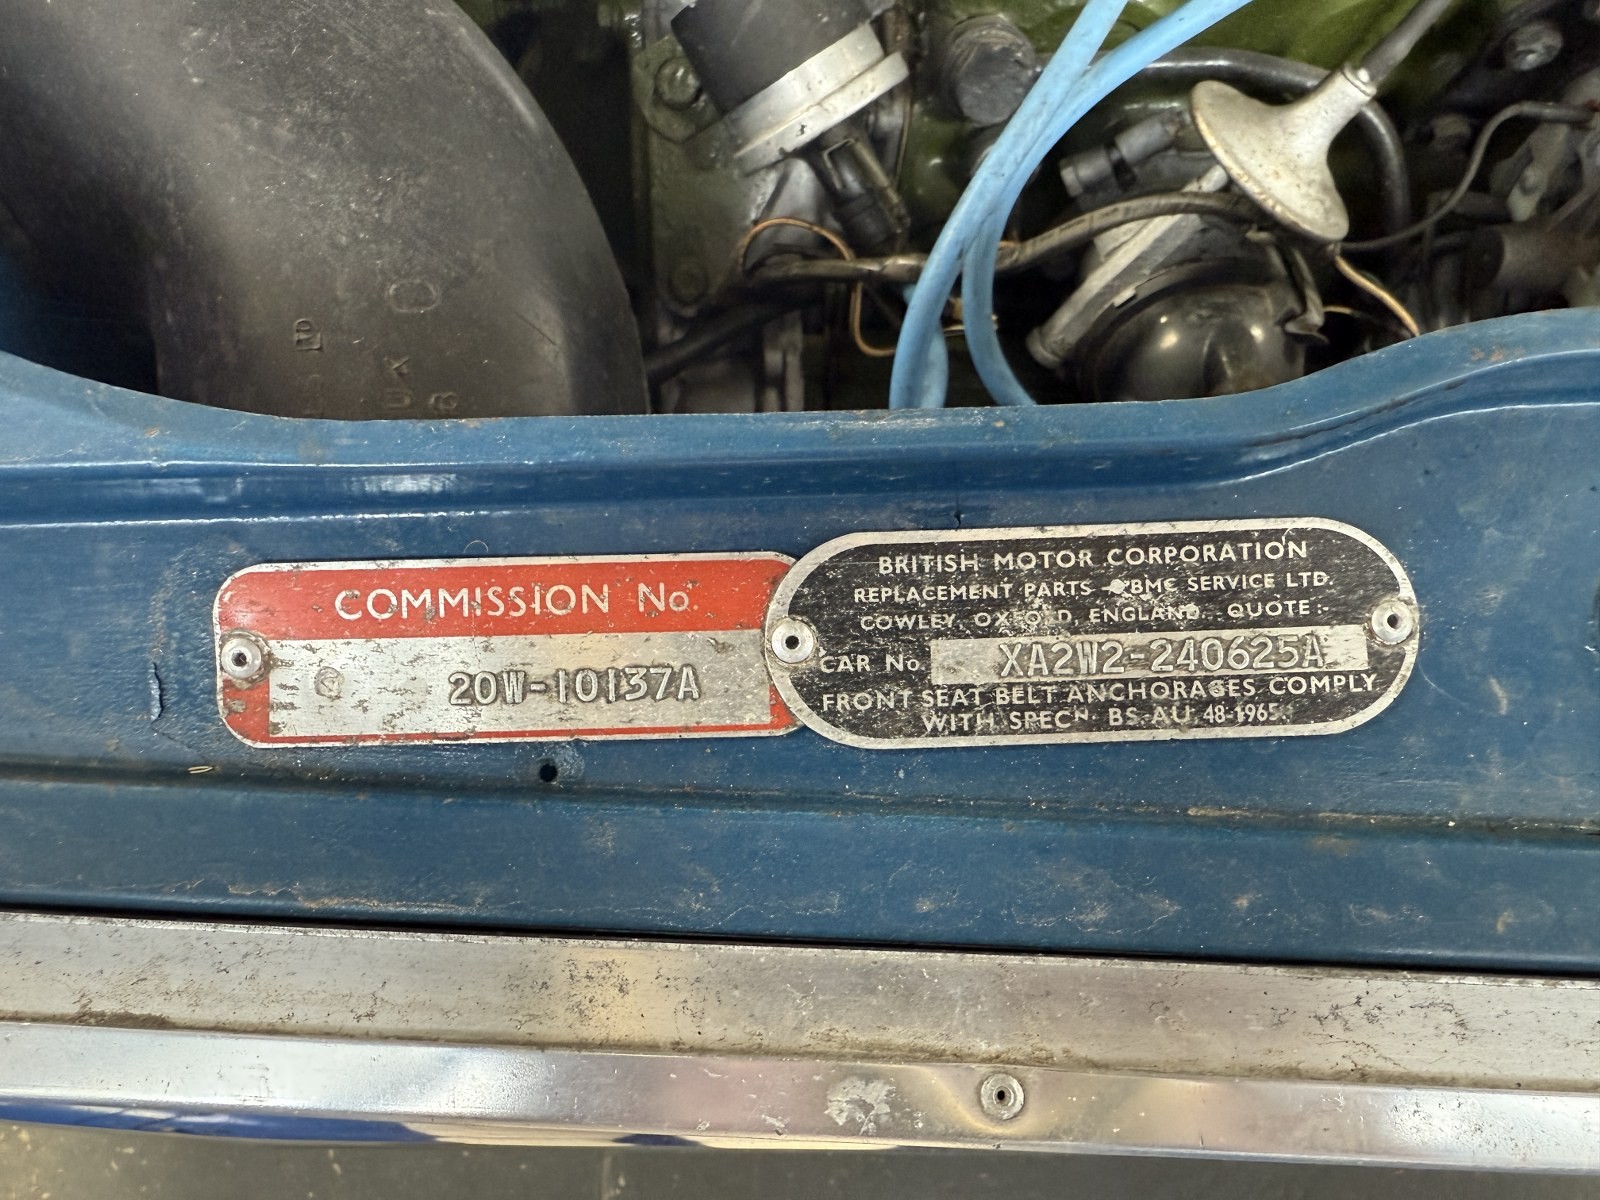 COMMISSION No.
20W-10137A
BRITISH MOTOR CORPORATION
REPLACEMENT PARTS - BMC SERVICE LTD.
COWLEY, OXFORD, ENGLAND. QUOTE:-
CAR No. XA2W2-240625A
FRONT SEAT BELT ANCHORAGES COMPLY
WITH SPECN. BS. AU. 48-1965.